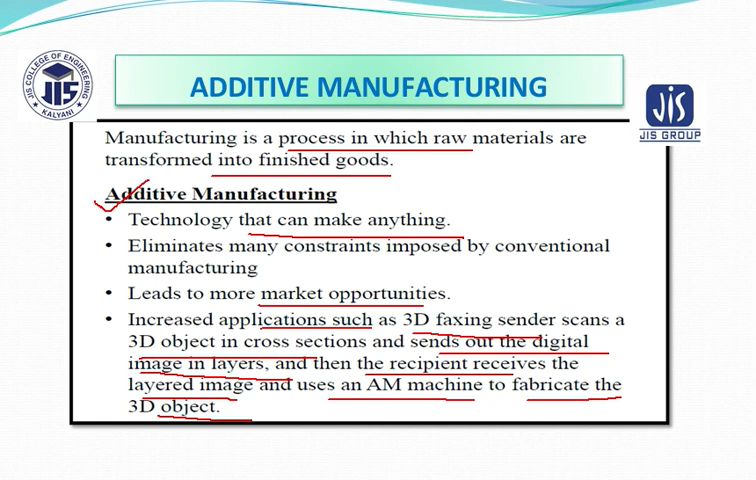 JIS COLLEGE OF ENGINEERING
JIS
KALYANI
ADDITIVE MANUFACTURING
JIS
JIS GROUP
Manufacturing is a process in which raw materials are
transformed into finished goods.
Additive Manufacturing
• Technology that can make anything.
• Eliminates many constraints imposed by conventional
manufacturing
• Leads to more market opportunities.
• Increased applications such as 3D faxing sender scans a
3D object in cross sections and sends out the digital
image in layers, and then the recipient receives the
layered image and uses an AM machine to fabricate the
3D object.